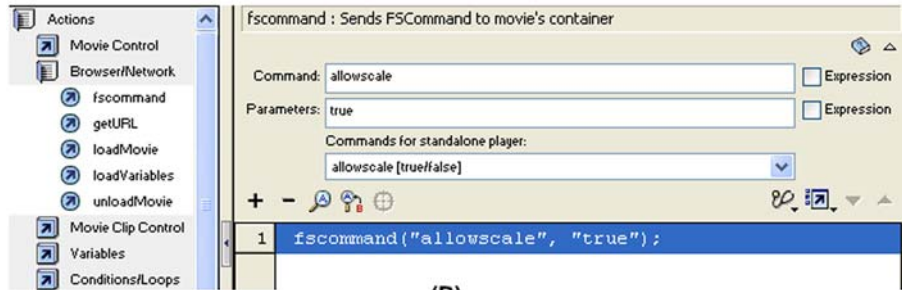 Actions
Movie Control
Browser/Network
fscommand
getURL
loadMovie
loadVariables
unloadMovie
Movie Clip Control
Variables
Conditions/Loops
fscommand : Sends FSCommand to movie's container
Command: allowscale Expression
Parameters: true Expression
Commands for standalone player:
allowscale [true/false]
1 fscommand("allowscale", "true");